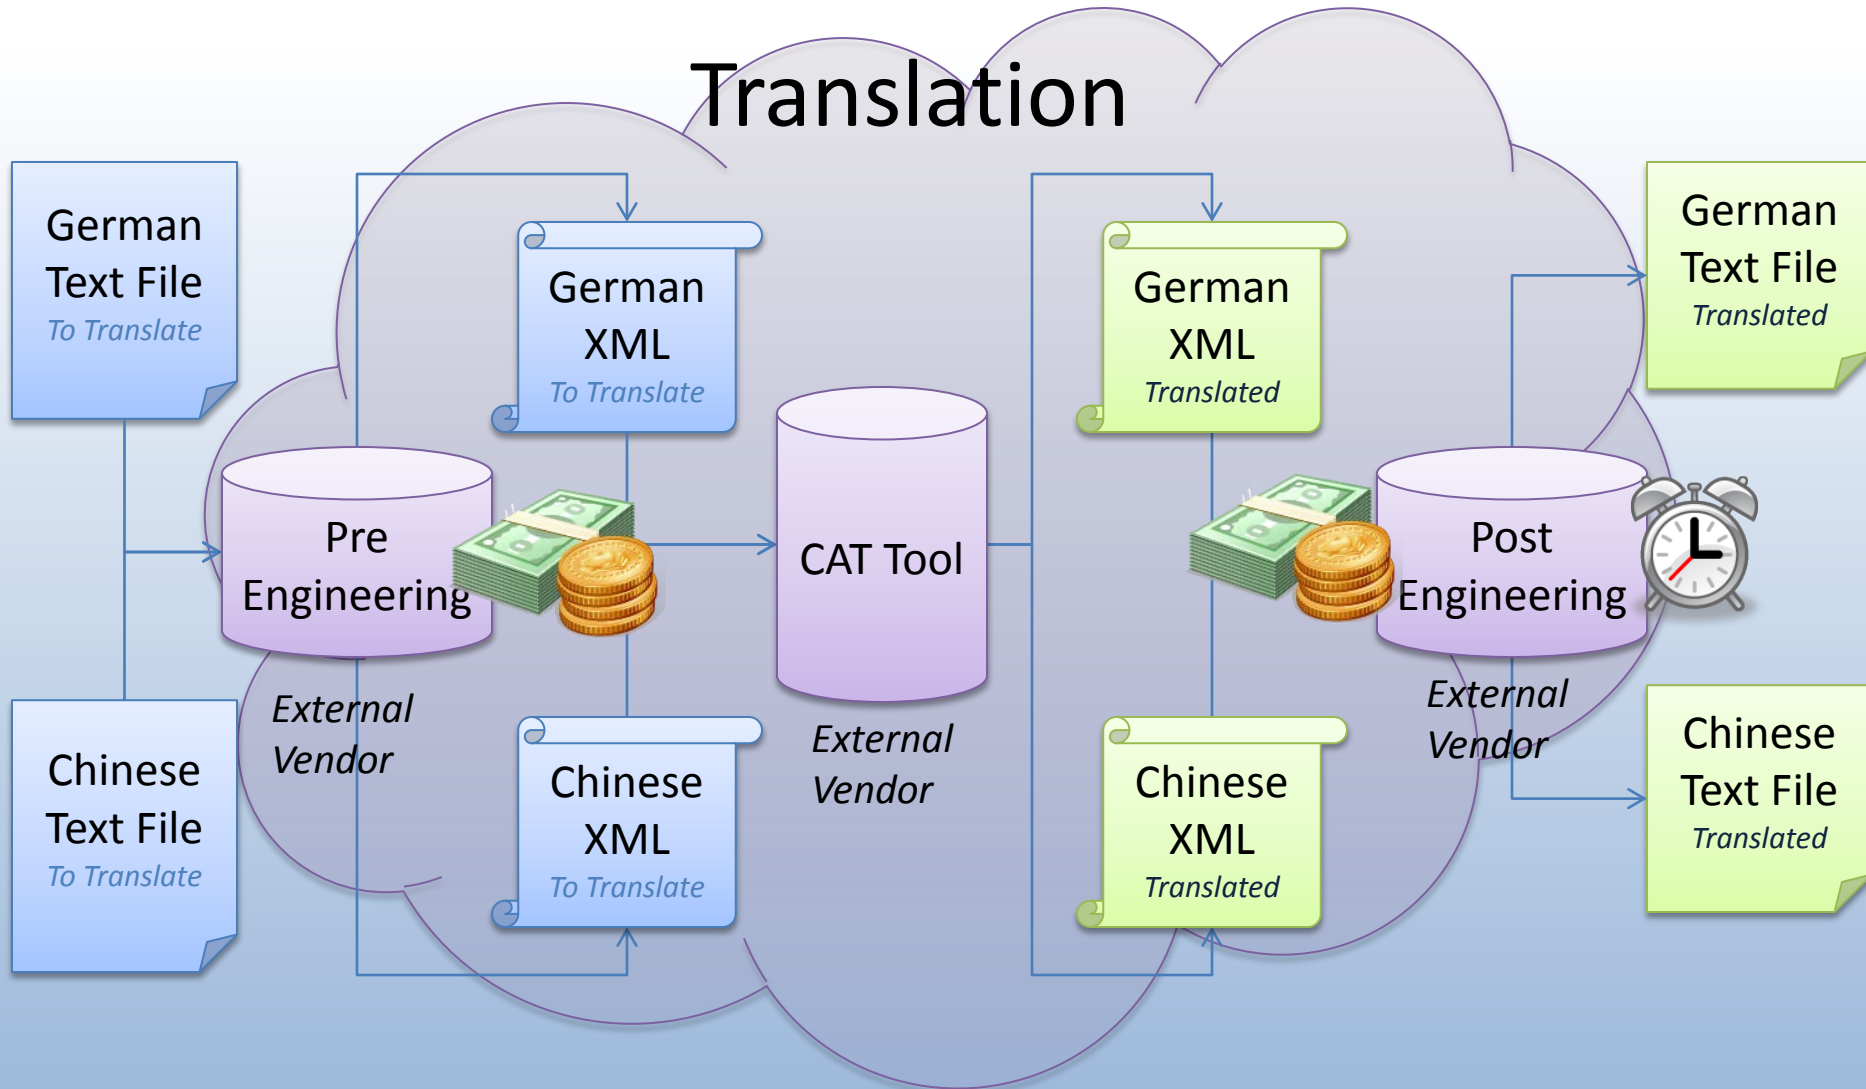 Translation
German
Text File
To Translate
German
XML
To Translate
German
XML
Translated
German
Text File
Translated
Pre
Engineering
External
Vendor
CAT Tool
External
Vendor
Post
Engineering
External
Vendor
Chinese
Text File
To Translate
Chinese
XML
To Translate
Chinese
XML
Translated
Chinese
Text File
Translated